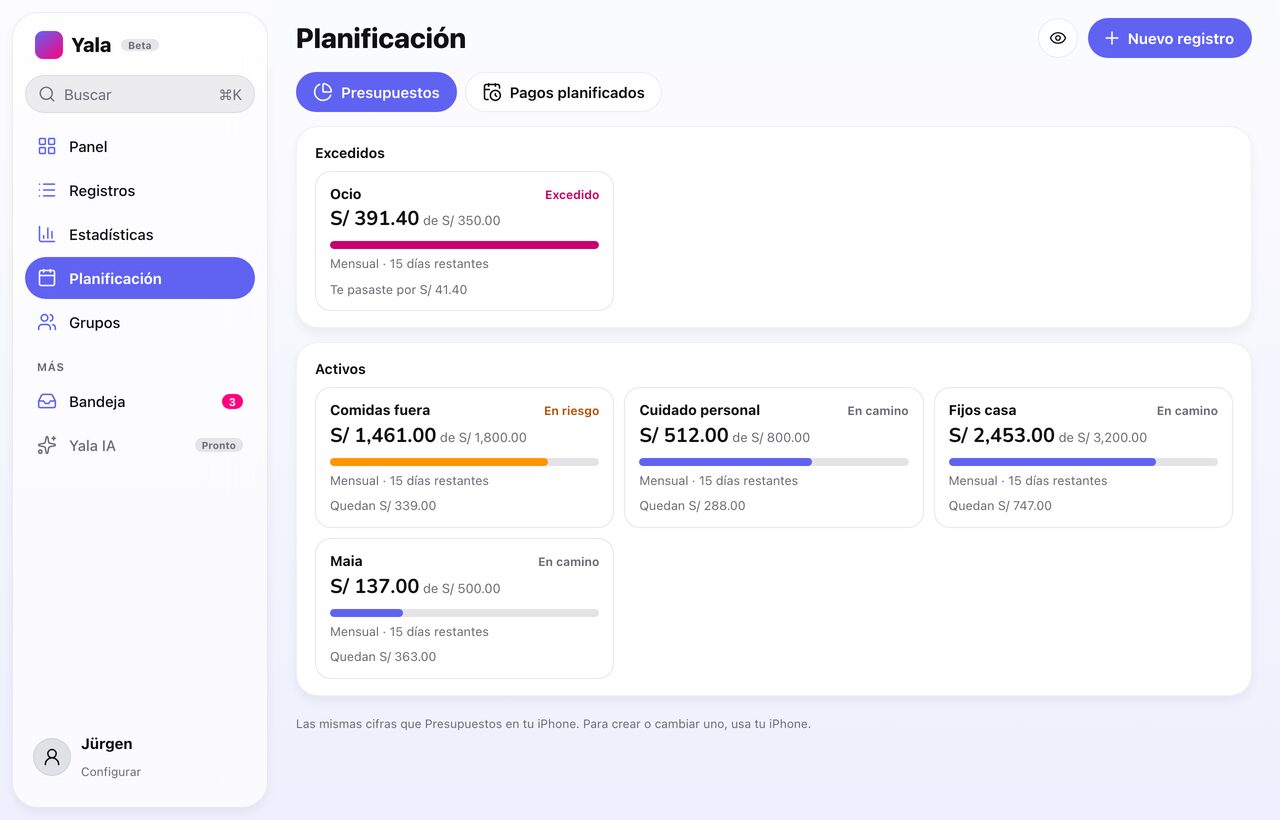 Yala Beta
Buscar ⌘K
Panel
Registros
Estadísticas
Planificación
Grupos
MÁS
Bandeja 3
Yala IA Pronto
Jürgen
Configurar
Planificación
Nuevo registro
Presupuestos
Pagos planificados
Excedidos
Ocio Excedido
S/ 391.40 de S/ 350.00
Mensual · 15 días restantes
Te pasaste por S/ 41.40
Activos
Comidas fuera En riesgo
S/ 1,461.00 de S/ 1,800.00
Mensual · 15 días restantes
Quedan S/ 339.00
Cuidado personal En camino
S/ 512.00 de S/ 800.00
Mensual · 15 días restantes
Quedan S/ 288.00
Fijos casa En camino
S/ 2,453.00 de S/ 3,200.00
Mensual · 15 días restantes
Quedan S/ 747.00
Maia En camino
S/ 137.00 de S/ 500.00
Mensual · 15 días restantes
Quedan S/ 363.00
Las mismas cifras que Presupuestos en tu iPhone. Para crear o cambiar uno, usa tu iPhone.